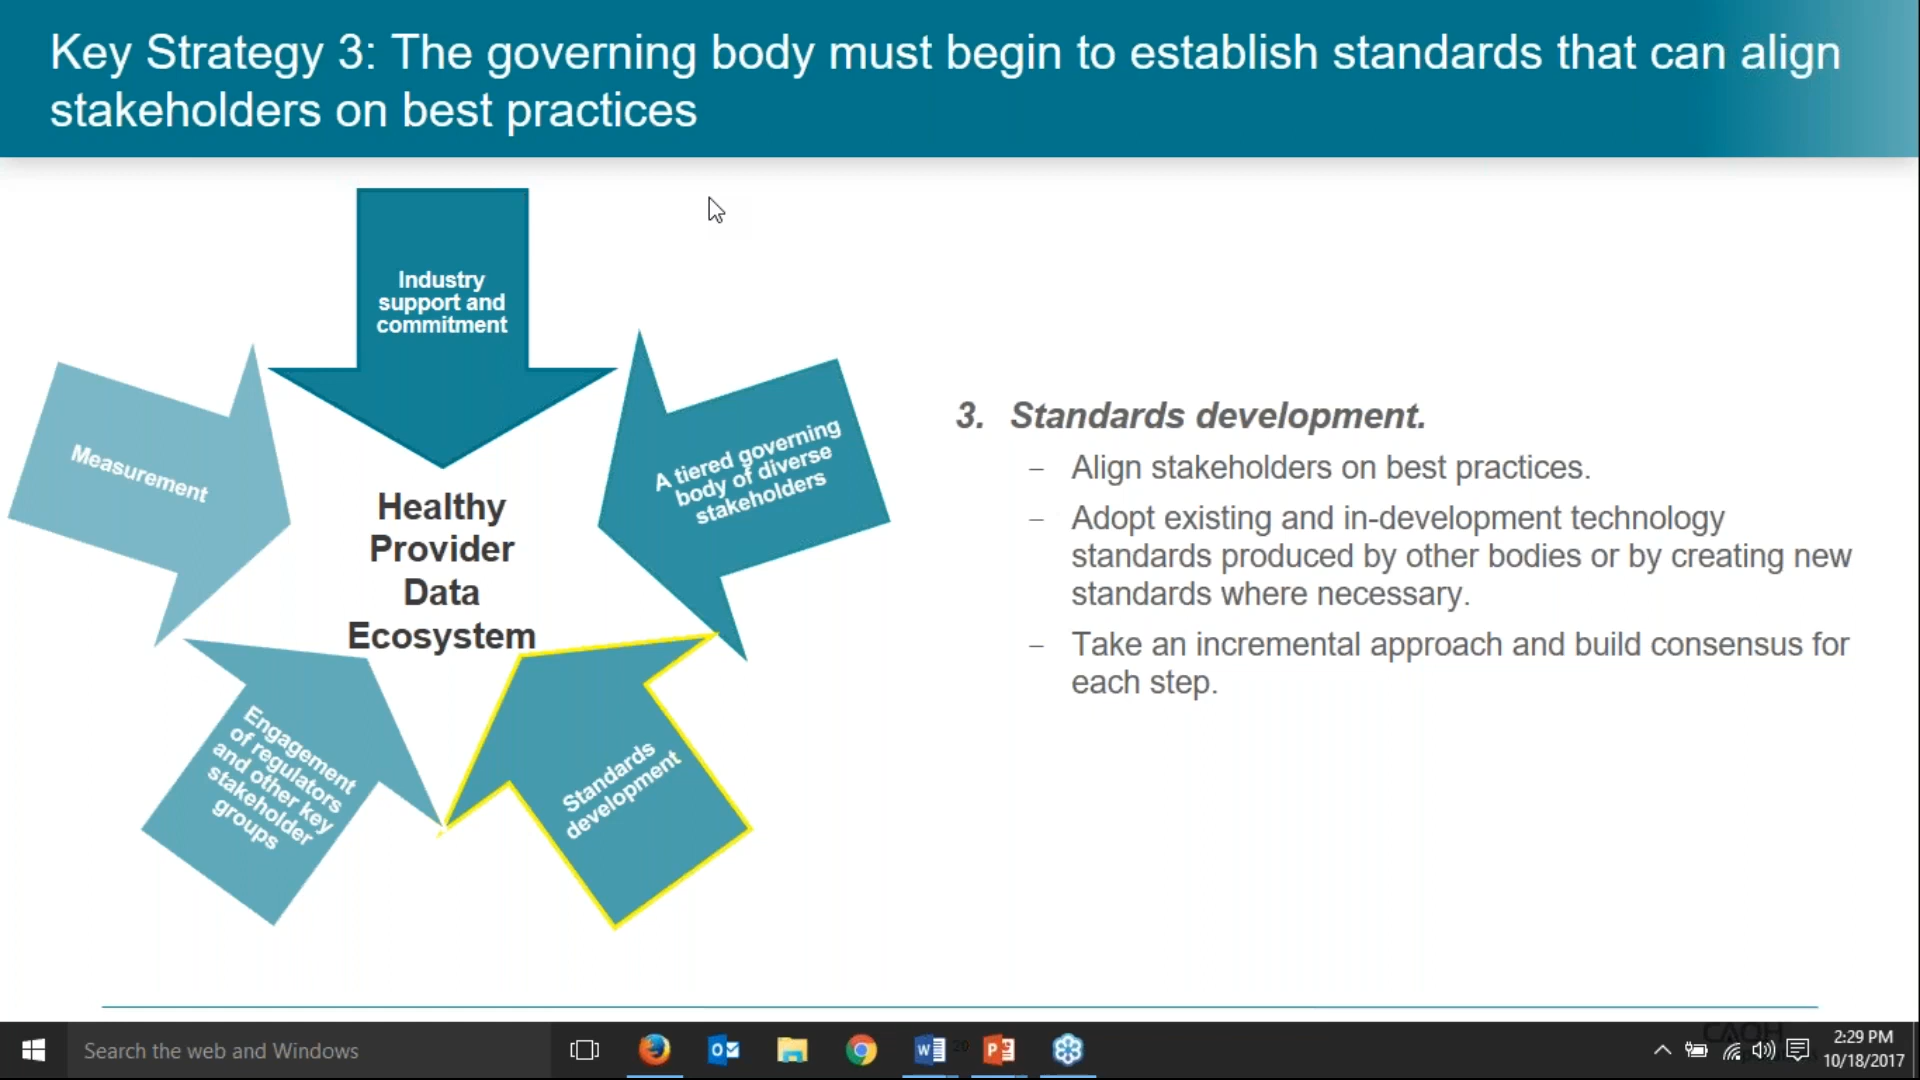 Key Strategy 3: The governing body must begin to establish standards that can align
stakeholders on best practices
Industry
support and
commitment
Measurement
A tiered governing
body of diverse
stakeholders
Healthy
Provider
Data
Ecosystem
Engagement
of regulators
and other key
stakeholder
groups
Standards
development
3. Standards development.
– Align stakeholders on best practices.
– Adopt existing and in-development technology
standards produced by other bodies or by creating new
standards where necessary.
– Take an incremental approach and build consensus for
each step.
Search the web and Windows
20
CAQH
2:29 PM
10/18/2017